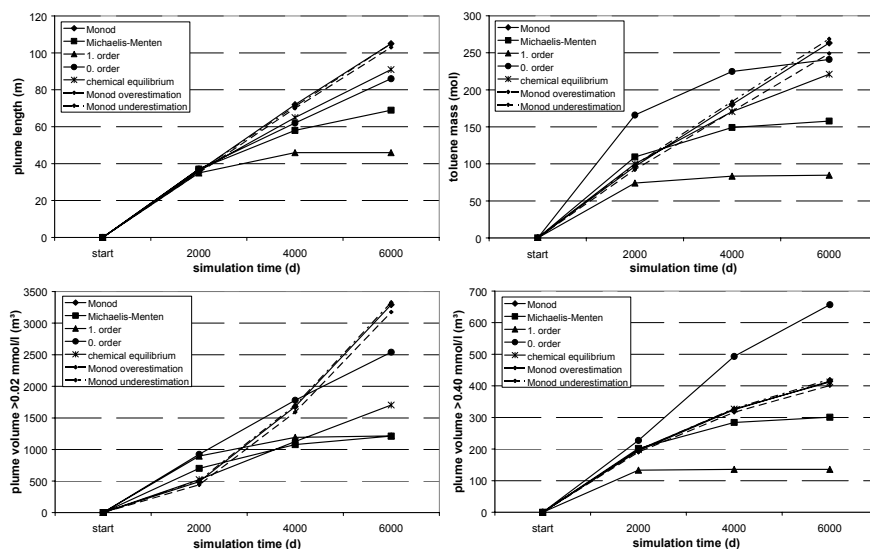 120
100
80
60
40
20
0
plume length (m)
Monod
Michaelis-Menten
1. order
0. order
chemical equilibrium
Monod overestimation
Monod underestimation
start 2000 4000 6000
simulation time (d)
300
250
200
150
100
50
0
toluene mass (mol)
Monod
Michaelis-Menten
1. order
0. order
chemical equilibrium
Monod overestimation
Monod underestimation
start 2000 4000 6000
simulation time (d)
3500
3000
2500
2000
1500
1000
500
0
plume volume >0.02 mmol/l (m³)
Monod
Michaelis-Menten
1. order
0. order
chemical equilibrium
Monod overestimation
Monod underestimation
start 2000 4000 6000
simulation time (d)
700
600
500
400
300
200
100
0
plume volume >0.40 mmol/l (m³)
Monod
Michaelis-Menten
1. order
0. order
chemical equilibrium
Monod overestimation
Monod underestimation
start 2000 4000 6000
simulation time (d)